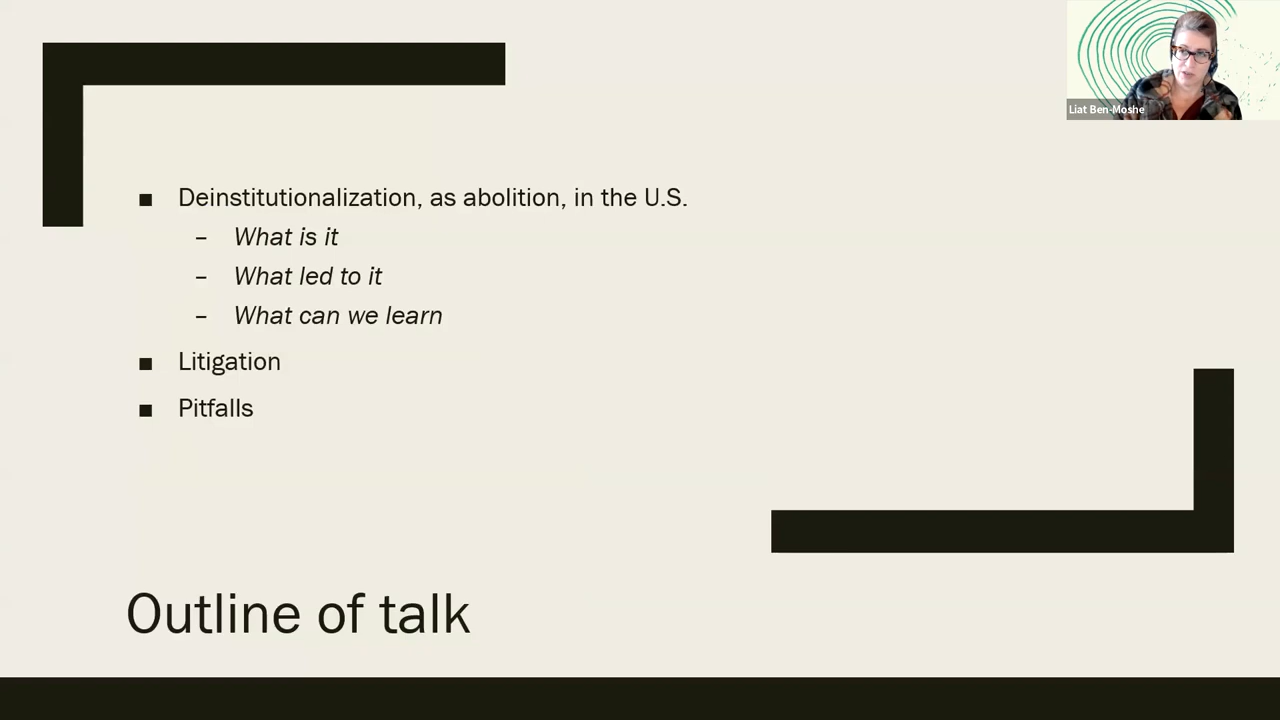 Liat Ben-Moshe
■ Deinstitutionalization, as abolition, in the U.S.
– What is it
– What led to it
– What can we learn
■ Litigation
■ Pitfalls
Outline of talk